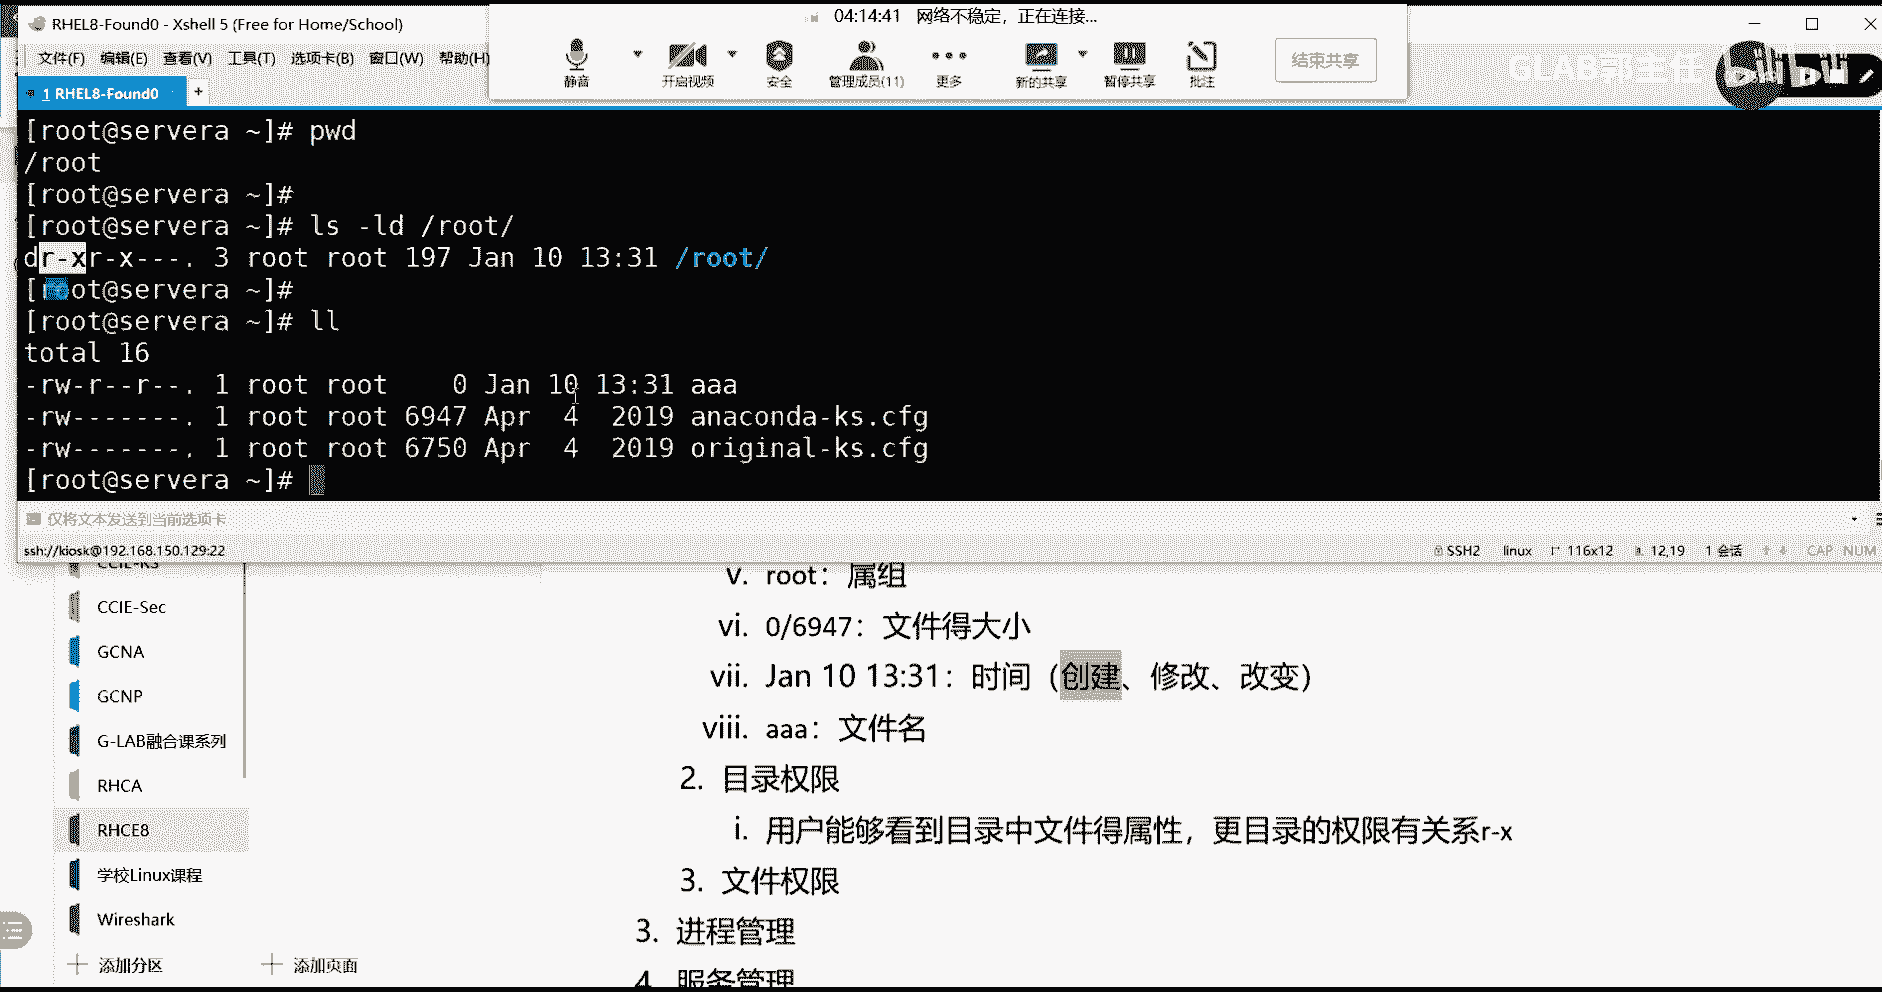 RHEL8-Found0 - Xshell 5 (Free for Home/School)
04:14:41 网络不稳定，正在连接...
文件(F) 编辑(E) 查看(V) 工具(T) 选项卡(B) 窗口(W) 帮助(H)
静音 开启视频 安全 管理成员(11) 更多 新的共享 暂停共享 批注 结束共享
GLAB郭主任
1 RHEL8-Found0 +
[root@servera ~]# pwd
/root
[root@servera ~]#
[root@servera ~]# ls -ld /root/
dr-xr-x---. 3 root root 197 Jan 10 13:31 /root/
[root@servera ~]#
[root@servera ~]# ll
total 16
-rw-r--r--. 1 root root    0 Jan 10 13:31 aaa
-rw-------. 1 root root 6947 Apr  4  2019 anaconda-ks.cfg
-rw-------. 1 root root 6750 Apr  4  2019 original-ks.cfg
[root@servera ~]#
仅将文本发送到当前选项卡
ssh://kiosk@192.168.150.129:22 SSH2 linux 116x12 12,19 1 会话 CAP NUM
CCIE-Sec
GCNA
GCNP
G-LAB融合课系列
RHCA
RHCE8
学校Linux课程
Wireshark
添加分区 添加页面
v. root：属组
vi. 0/6947：文件得大小
vii. Jan 10 13:31：时间（创建、修改、改变）
viii. aaa：文件名
2. 目录权限
i. 用户能够看到目录中文件得属性，更目录的权限有关系r-x
3. 文件权限
3. 进程管理
4. 服务管理